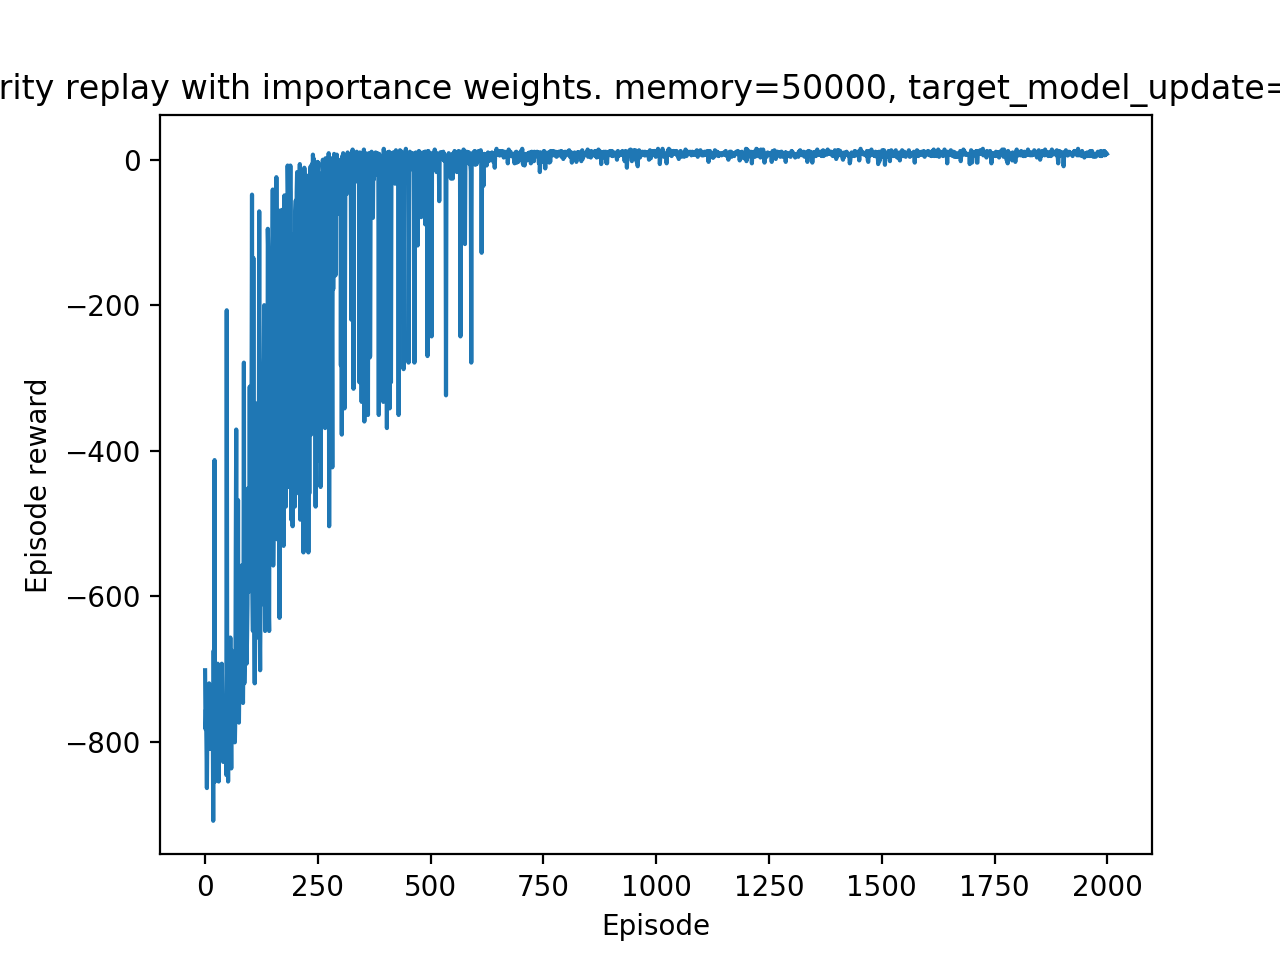 rity replay with importance weights. memory=50000, target_model_update=
0
−200
−400
−600
−800
Episode reward
0 250 500 750 1000 1250 1500 1750 2000
Episode